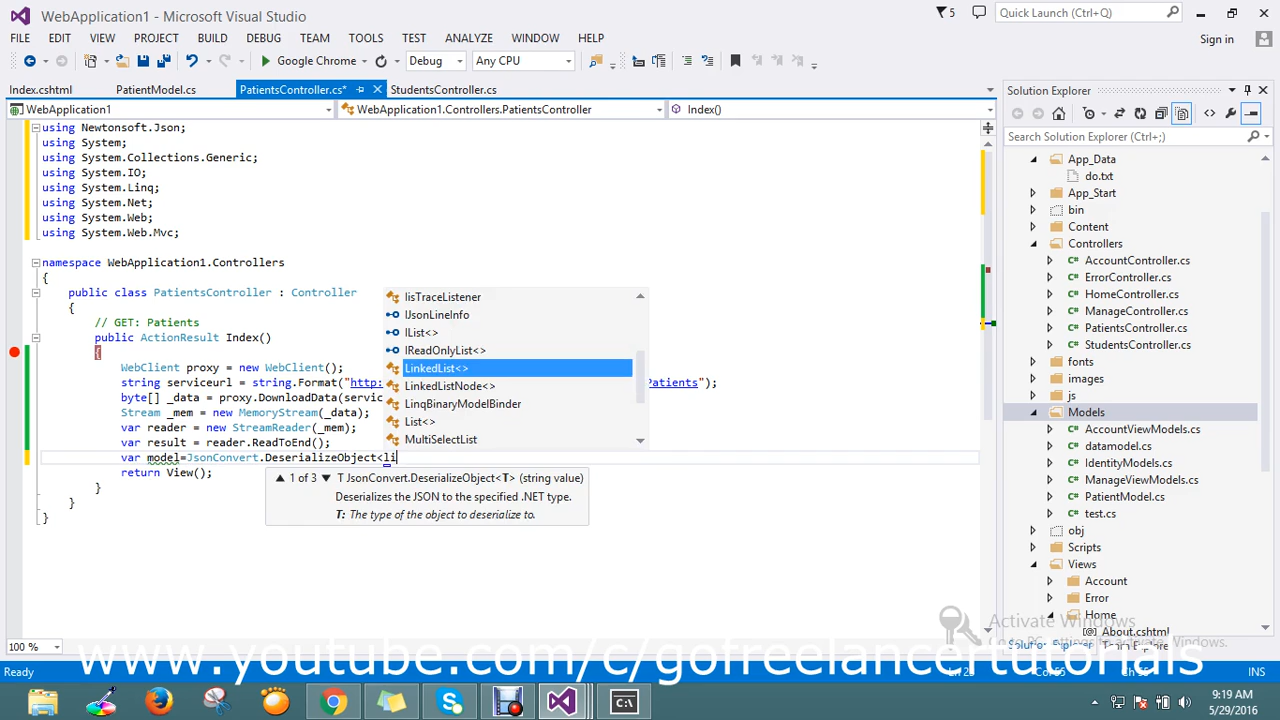 WebApplication1 - Microsoft Visual Studio
5
Quick Launch (Ctrl+Q)
FILE EDIT VIEW PROJECT BUILD DEBUG TEAM TOOLS TEST ANALYZE WINDOW HELP
Sign in
Google Chrome
Debug
Any CPU
Index.cshtml PatientModel.cs PatientsController.cs* StudentsController.cs
WebApplication1 WebApplication1.Controllers.PatientsController Index()
using Newtonsoft.Json;
using System;
using System.Collections.Generic;
using System.IO;
using System.Linq;
using System.Net;
using System.Web;
using System.Web.Mvc;
namespace WebApplication1.Controllers
{
public class PatientsController : Controller
{
// GET: Patients
public ActionResult Index()
{
WebClient proxy = new WebClient();
string serviceurl = string.Format("http: Patients");
byte[] _data = proxy.DownloadData(servic
Stream _mem = new MemoryStream(_data);
var reader = new StreamReader(_mem);
var result = reader.ReadToEnd();
var model=JsonConvert.DeserializeObject<li
return View();
}
}
}
IisTraceListener
IJsonLineInfo
IList<>
IReadOnlyList<>
LinkedList<>
LinkedListNode<>
LinqBinaryModelBinder
List<>
MultiSelectList
1 of 3 T JsonConvert.DeserializeObject<T> (string value)
Deserializes the JSON to the specified .NET type.
T: The type of the object to deserialize to.
Solution Explorer
Search Solution Explorer (Ctrl+;)
App_Data
do.txt
App_Start
bin
Content
Controllers
AccountController.cs
ErrorController.cs
HomeController.cs
ManageController.cs
PatientsController.cs
StudentsController.cs
fonts
images
js
Models
AccountViewModels.cs
datamodel.cs
IdentityModels.cs
ManageViewModels.cs
PatientModel.cs
test.cs
obj
Scripts
Views
Account
Error
Home
About.cshtml
Activate Windows
Go to PC settings to activate Windows.
100 %
www.youtube.com/c/gofreelancertutorials
Ready
INS
9:19 AM
5/29/2016